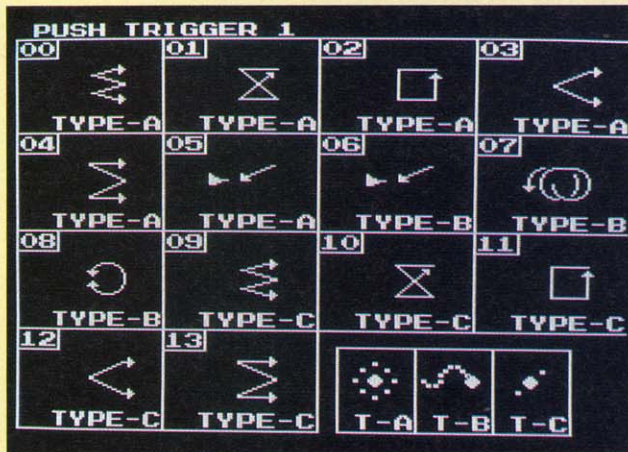 PUSH TRIGGER 1
00 01 02 03
TYPE-A TYPE-A TYPE-A TYPE-A
04 05 06 07
TYPE-A TYPE-A TYPE-B TYPE-B
08 09 10 11
TYPE-B TYPE-C TYPE-C TYPE-C
12 13
TYPE-C TYPE-C T-A T-B T-C